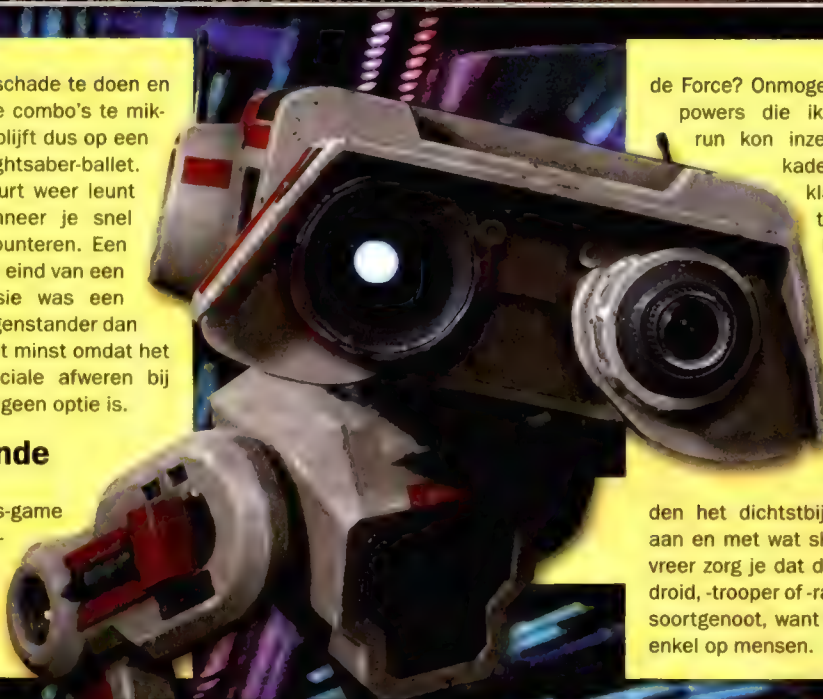 schade te doen en
combo's te mik-
blijft dus op een
ghtsaber-ballet.
urt weer leunt
nneer je snel
ounteren. Een
eind van een
sie was een
genstander dan
t minst omdat het
ciale afweren bij
geen optie is.
nde
s-game
de Force? Onmoge
powers die ik
run kon inze
kade
kl
t
den het dichtstbij
aan en met wat sl
vreer zorg je dat d
droid, -trooper of -ra
soortgenoot, want
enkel op mensen.